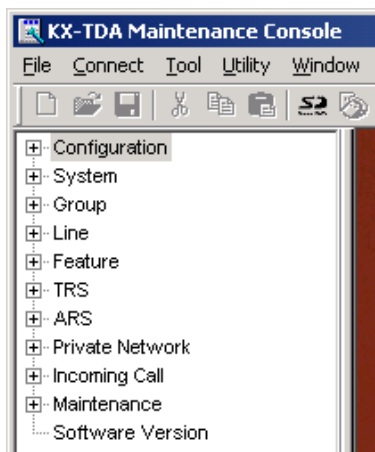 KX-TDA Maintenance Console
File Connect Tool Utility Window
Configuration
System
Group
Line
Feature
TRS
ARS
Private Network
Incoming Call
Maintenance
Software Version